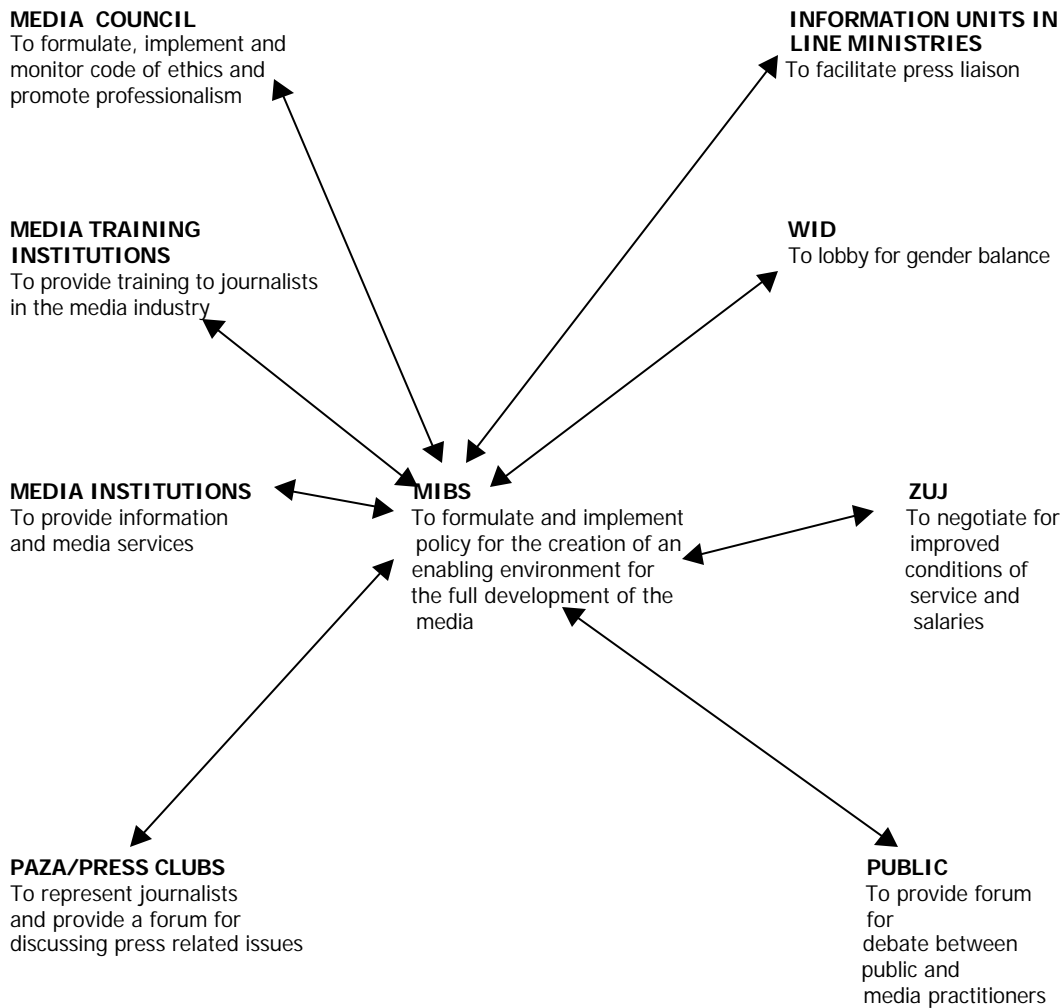 MEDIA COUNCIL
To formulate, implement and
monitor code of ethics and
promote professionalism
INFORMATION UNITS IN
LINE MINISTRIES
To facilitate press liaison
MEDIA TRAINING
INSTITUTIONS
To provide training to journalists
in the media industry
WID
To lobby for gender balance
MEDIA INSTITUTIONS
To provide information
and media services
MIBS
To formulate and implement
policy for the creation of an
enabling environment for
the full development of the
media
ZUJ
To negotiate for
improved
conditions of
service and
salaries
PAZA/PRESS CLUBS
To represent journalists
and provide a forum for
discussing press related issues
PUBLIC
To provide forum
for
debate between
public and
media practitioners